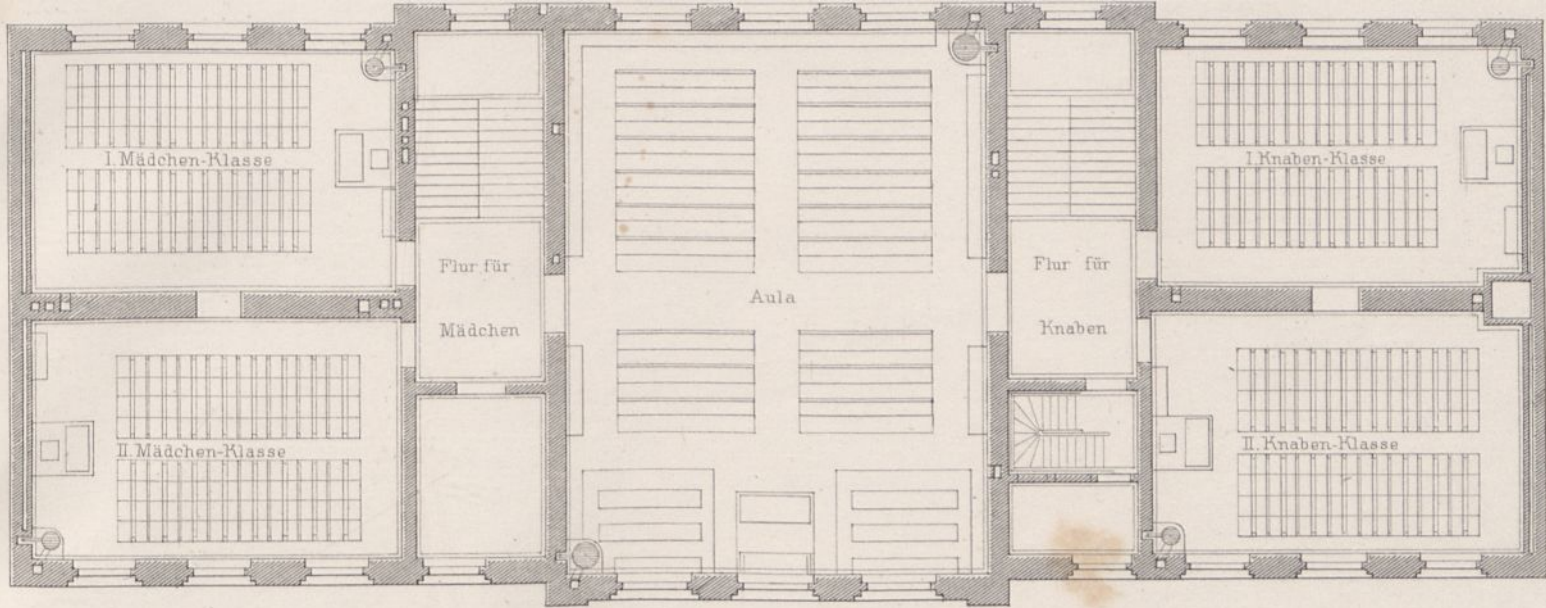 I. Mädchen-Klasse
I. Knaben-Klasse
Flur für
Mädchen
Aula
Flur für
Knaben
II. Mädchen-Klasse
II. Knaben-Klasse